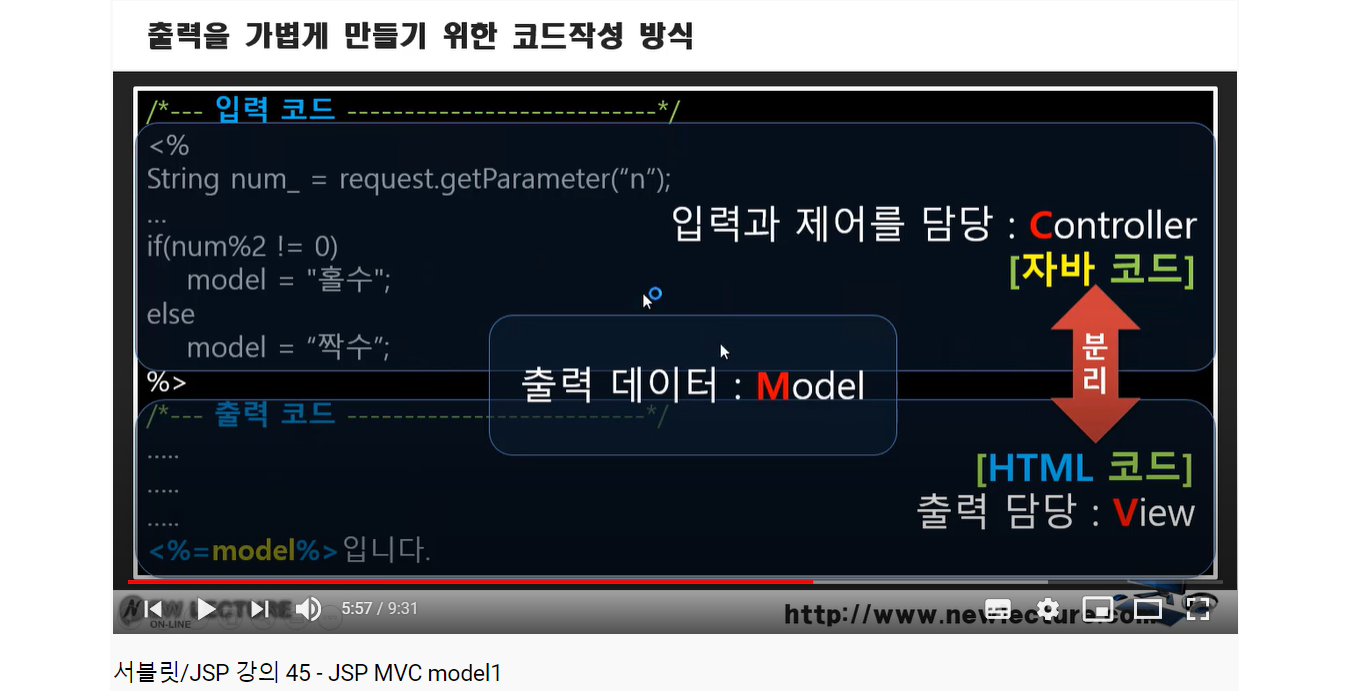 출력을 가볍게 만들기 위한 코드작성 방식
/*--- 입력 코드 ---------------------------*/
<%
String num_ = request.getParameter(“n”);
...
입력과 제어를 담당 : Controller
if(num%2 != 0)
[자바 코드]
model = "홀수";
else
분
model = “짝수”;
리
출력 데이터 : Model
%>
/*--- 출력 코드 --------------------------*/
.....
[HTML 코드]
.....
출력 담당 : View
.....
<%=model%>입니다.
NEW LECTURE
ON-LINE
5:57 / 9:31
http://www.newlecture.com
서블릿/JSP 강의 45 - JSP MVC model1